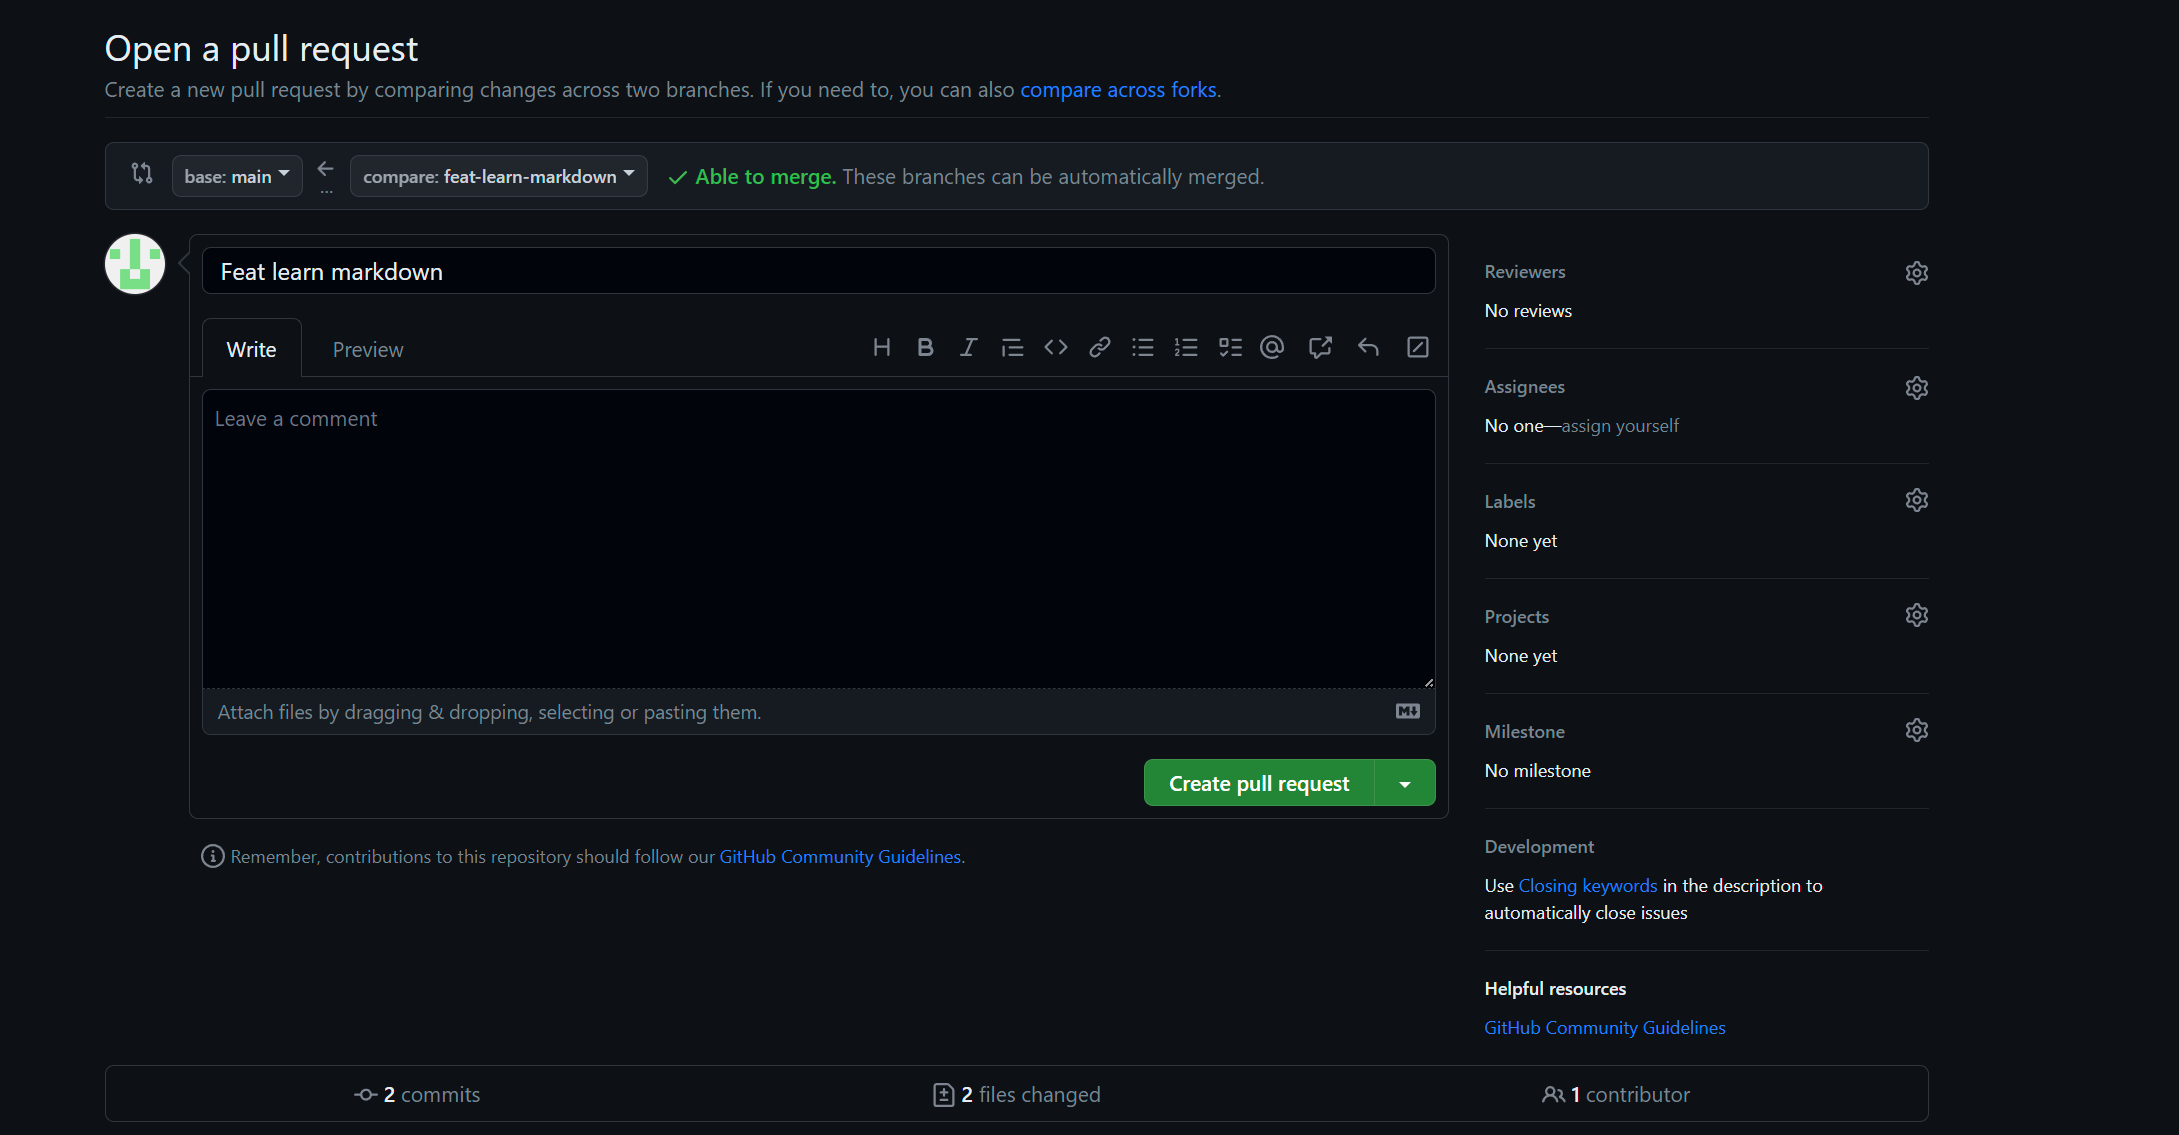 Open a pull request
Create a new pull request by comparing changes across two branches. If you need to, you can also compare across forks.
base: main
...
compare: feat-learn-markdown
Able to merge. These branches can be automatically merged.
Feat learn markdown
Write
Preview
Leave a comment
Attach files by dragging & dropping, selecting or pasting them.
Create pull request
Remember, contributions to this repository should follow our GitHub Community Guidelines.
Reviewers
No reviews
Assignees
No one—assign yourself
Labels
None yet
Projects
None yet
Milestone
No milestone
Development
Use Closing keywords in the description to
automatically close issues
Helpful resources
GitHub Community Guidelines
2 commits
2 files changed
1 contributor